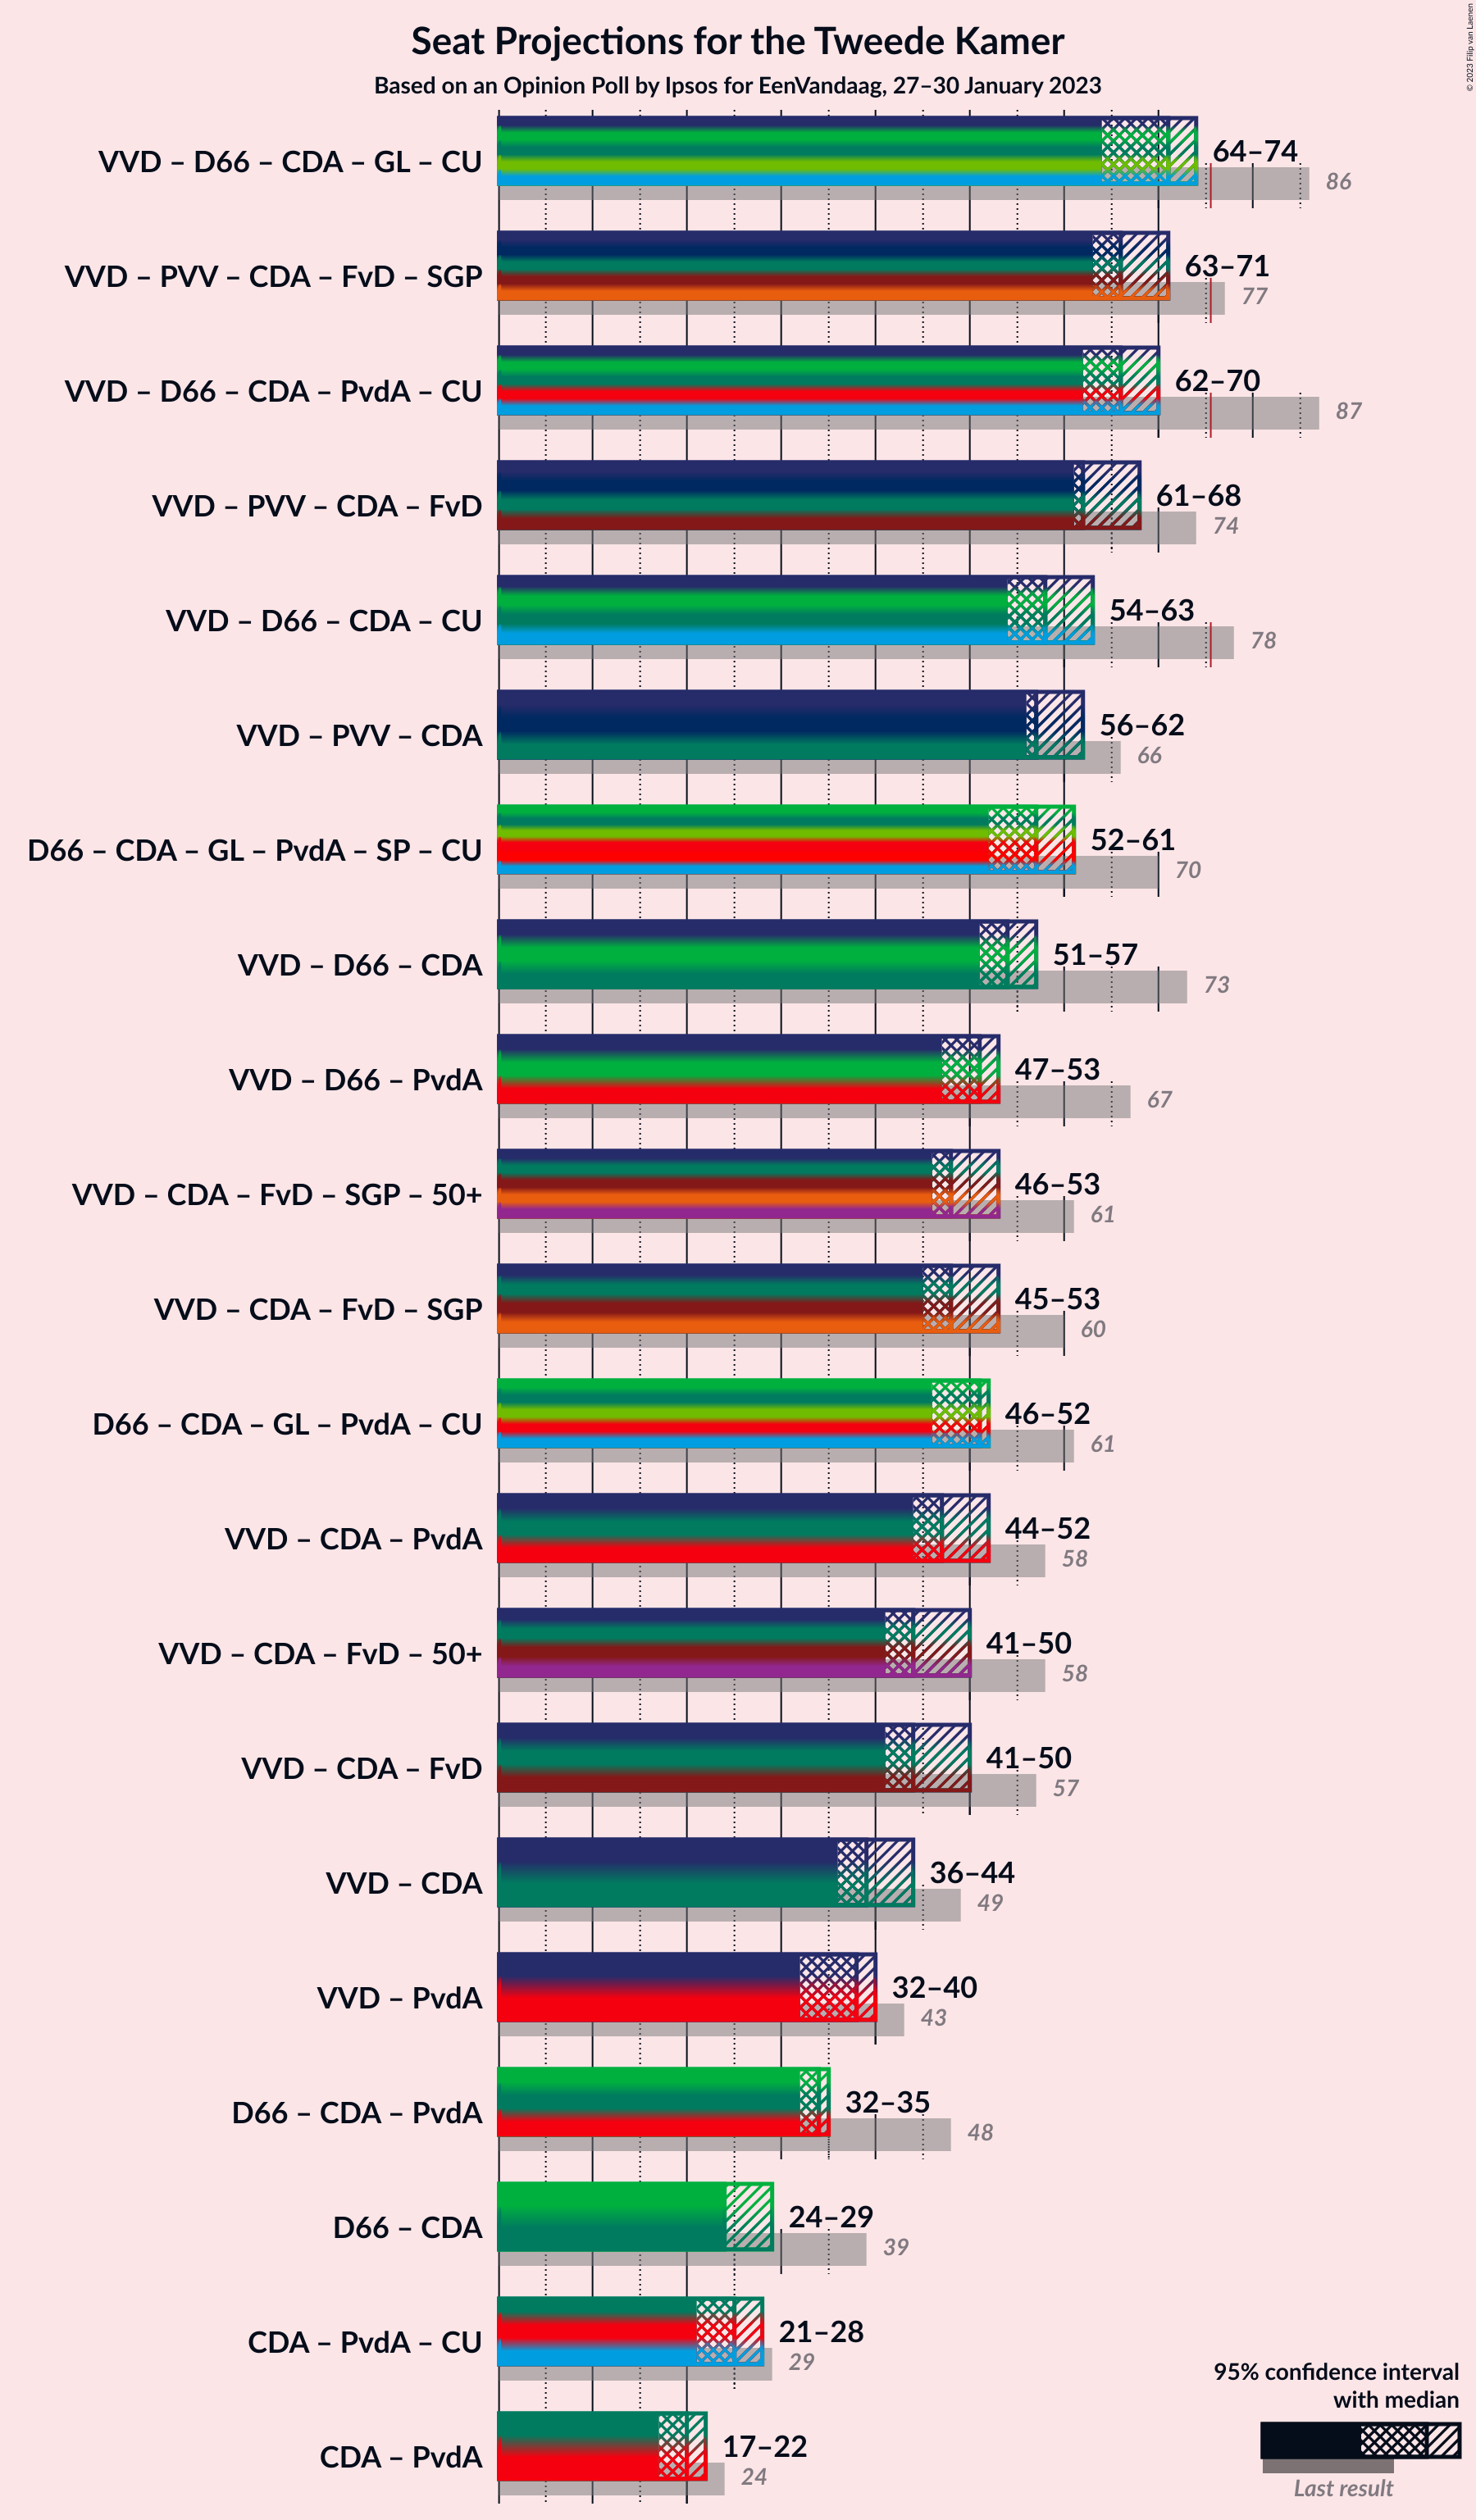 © 2023 Filip van Laenen
Seat Projections for the Tweede Kamer
Based on an Opinion Poll by Ipsos for EenVandaag, 27–30 January 2023
VVD – D66 – CDA – GL – CU
64–74
86
VVD – PVV – CDA – FvD – SGP
63–71
77
VVD – D66 – CDA – PvdA – CU
62–70
87
VVD – PVV – CDA – FvD
61–68
74
VVD – D66 – CDA – CU
54–63
78
VVD – PVV – CDA
56–62
66
D66 – CDA – GL – PvdA – SP – CU
52–61
70
VVD – D66 – CDA
51–57
73
VVD – D66 – PvdA
47–53
67
VVD – CDA – FvD – SGP – 50+
46–53
61
VVD – CDA – FvD – SGP
45–53
60
D66 – CDA – GL – PvdA – CU
46–52
61
VVD – CDA – PvdA
44–52
58
VVD – CDA – FvD – 50+
41–50
58
VVD – CDA – FvD
41–50
57
VVD – CDA
36–44
49
VVD – PvdA
32–40
43
D66 – CDA – PvdA
32–35
48
D66 – CDA
24–29
39
CDA – PvdA – CU
21–28
29
CDA – PvdA
17–22
24
95% confidence interval
with median
Last result